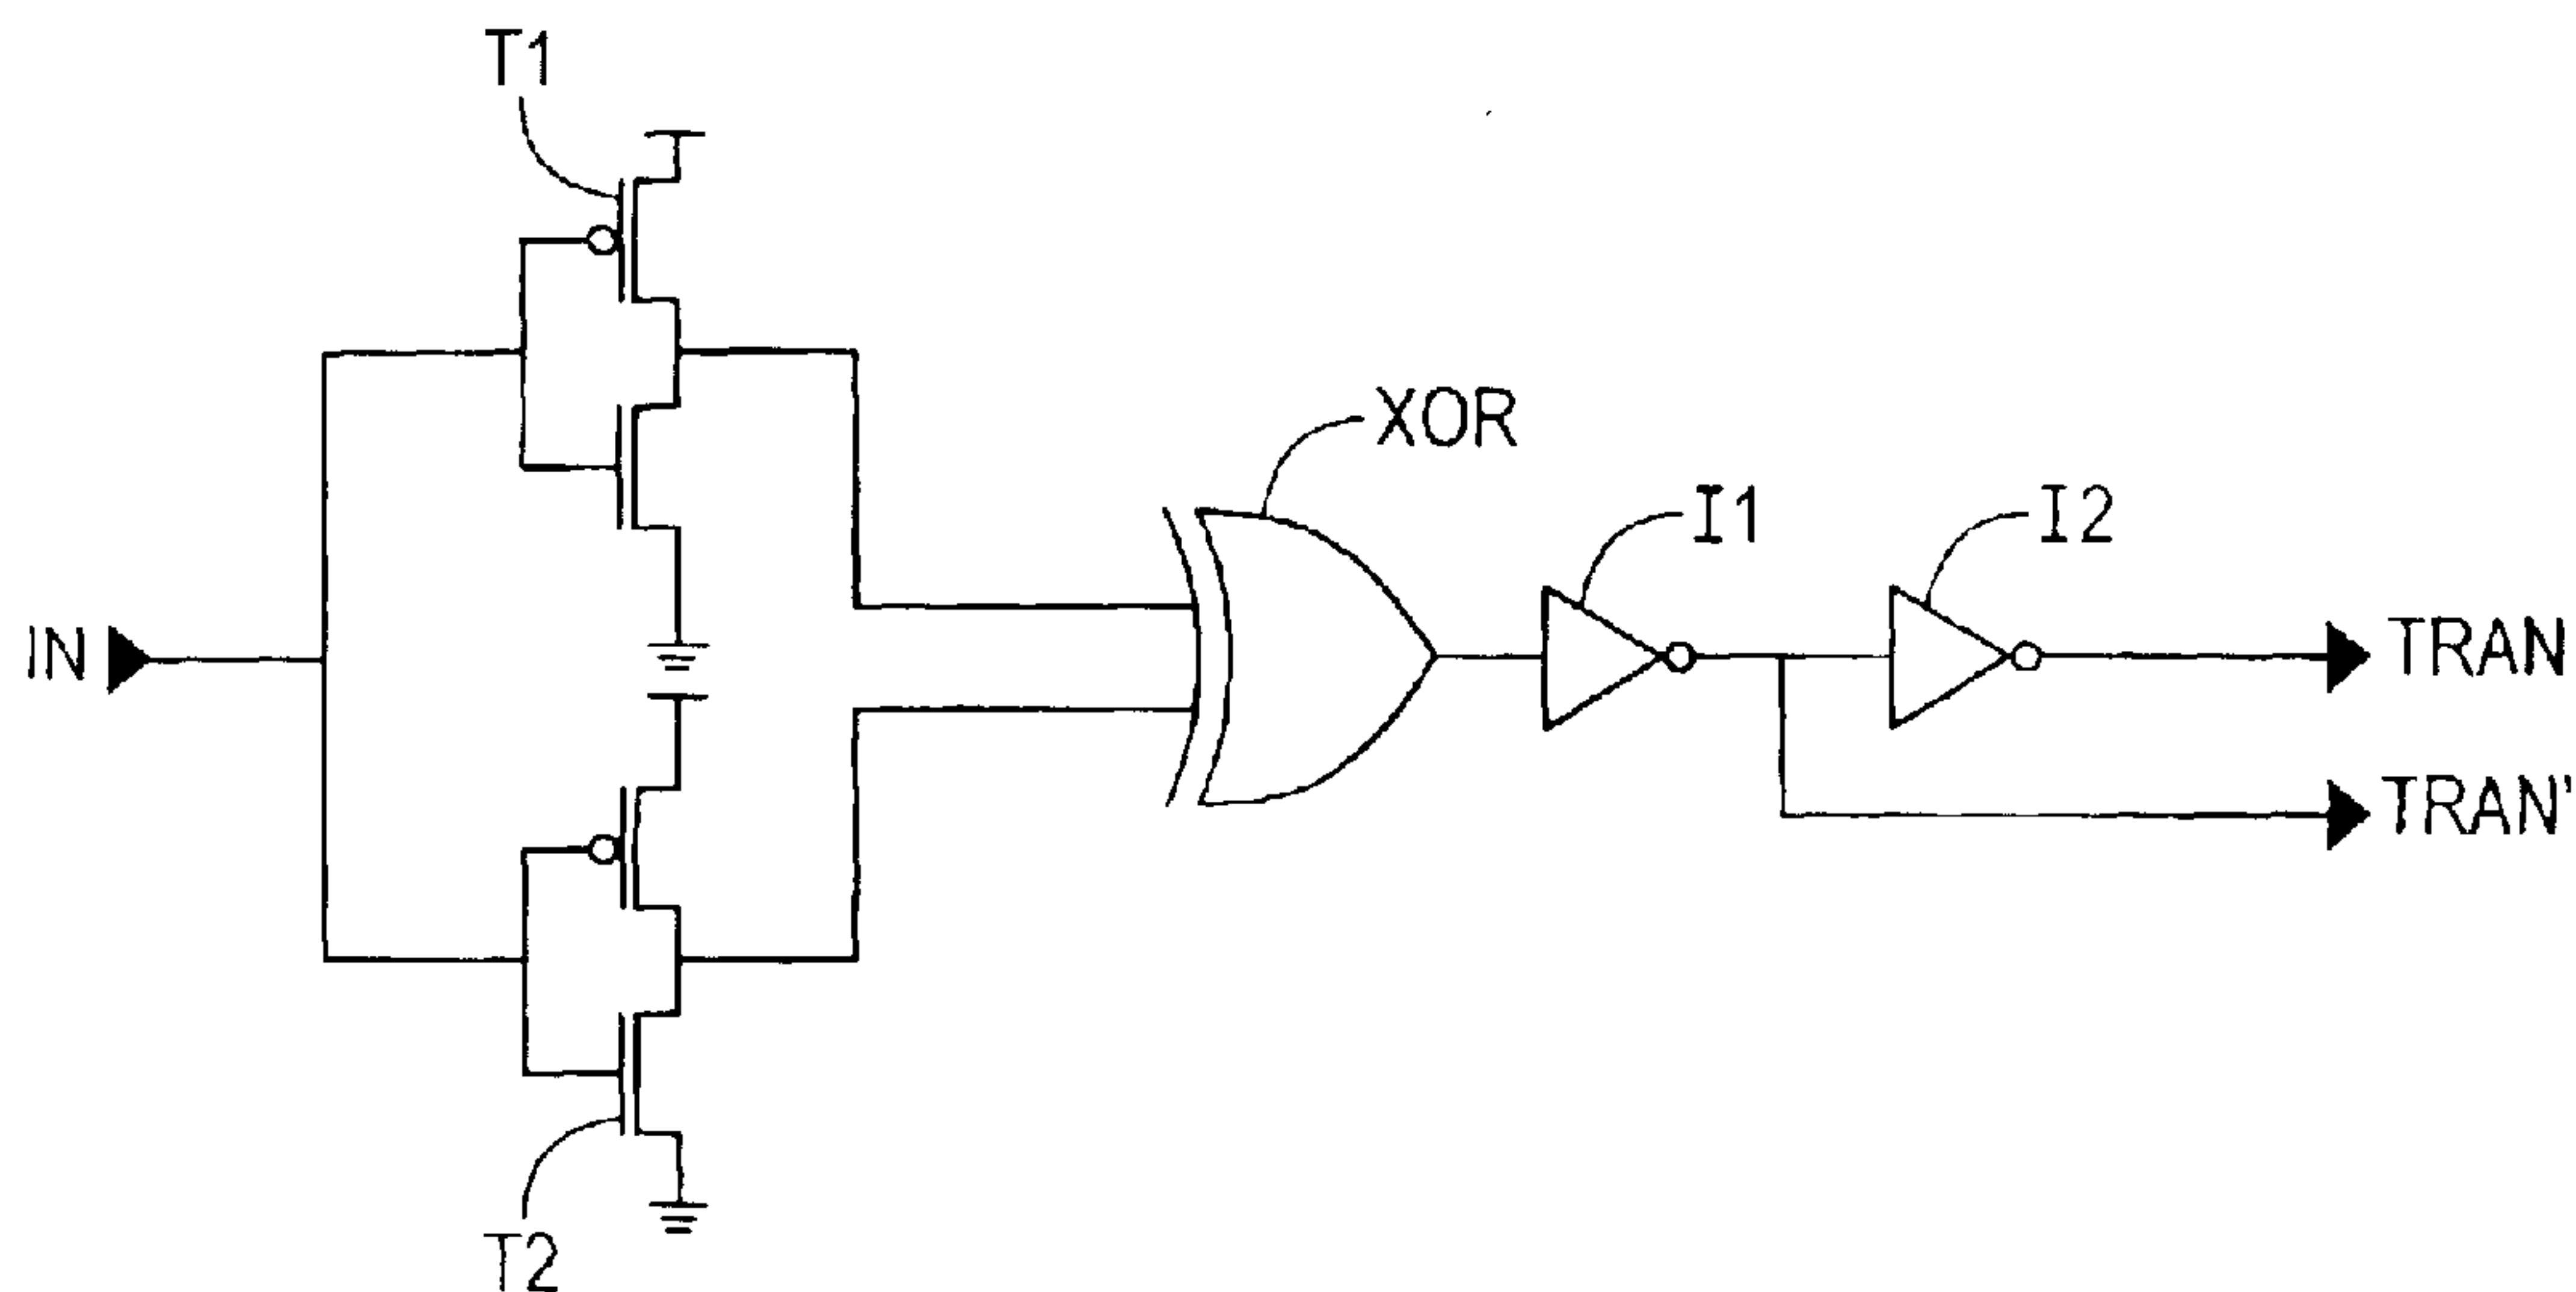 T1
XOR
I1
I2
IN
TRAN
TRAN'
T2